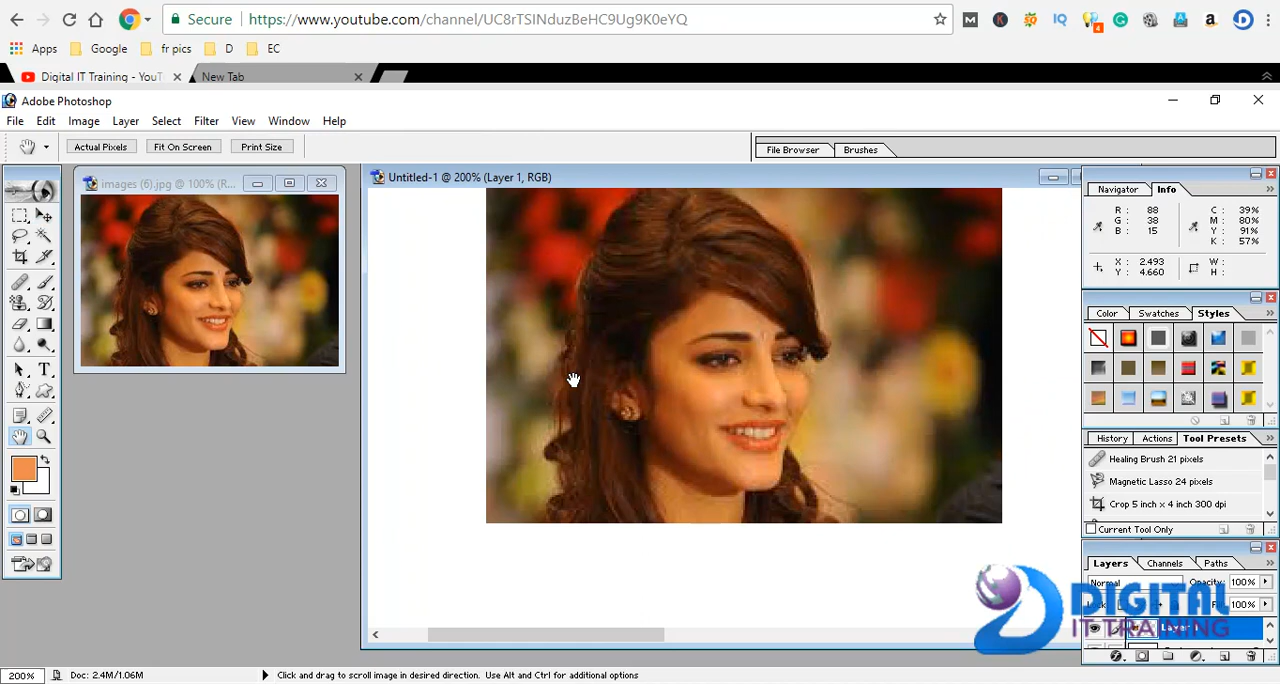 Secure https://www.youtube.com/channel/UC8rTSINduzBeHC9Ug9K0eYQ
Apps Google fr pics D EC
Digital IT Training - YouT New Tab
Adobe Photoshop
File Edit Image Layer Select Filter View Window Help
Actual Pixels Fit On Screen Print Size File Browser Brushes
images (6).jpg @ 100% (R...
Untitled-1 @ 200% (Layer 1, RGB)
Navigator Info
R: 88 C: 39%
G: 38 M: 80%
B: 15 Y: 91%
K: 57%
X: 2.493 W:
Y: 4.660 H:
Color Swatches Styles
History Actions Tool Presets
Healing Brush 21 pixels
Magnetic Lasso 24 pixels
Crop 5 inch x 4 inch 300 dpi
Current Tool Only
Layers Channels Paths
Normal Opacity: 100%
100%
DIGITAL
IT TRAINING
200% Doc: 2.4M/1.06M Click and drag to scroll image in desired direction. Use Alt and Ctrl for additional options